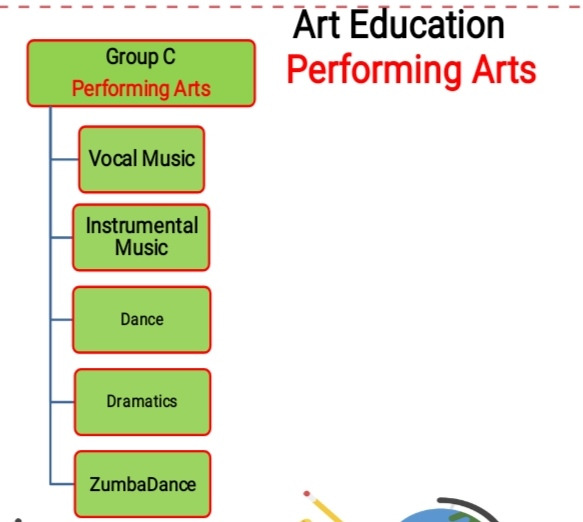 Art Education
Performing Arts
Group C
Performing Arts
Vocal Music
Instrumental
Music
Dance
Dramatics
ZumbaDance